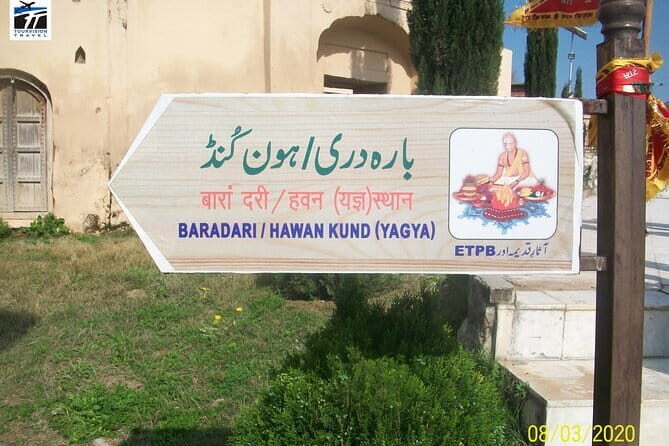 TOURVISION
TRAVEL
بارہ دری / ہون کُنڈ
बारां दरी / हवन (यज्ञ)स्थान
BARADARI / HAWAN KUND (YAGYA)
ETPB آثارِ قدیمہ اور
08/03/2020